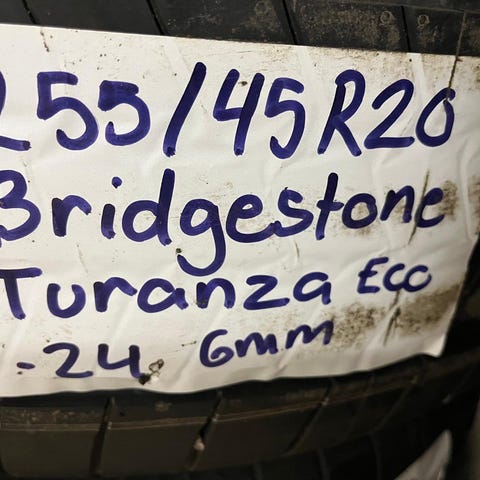 255/45R20
Bridgestone
Turanza Eco
-24 6mm